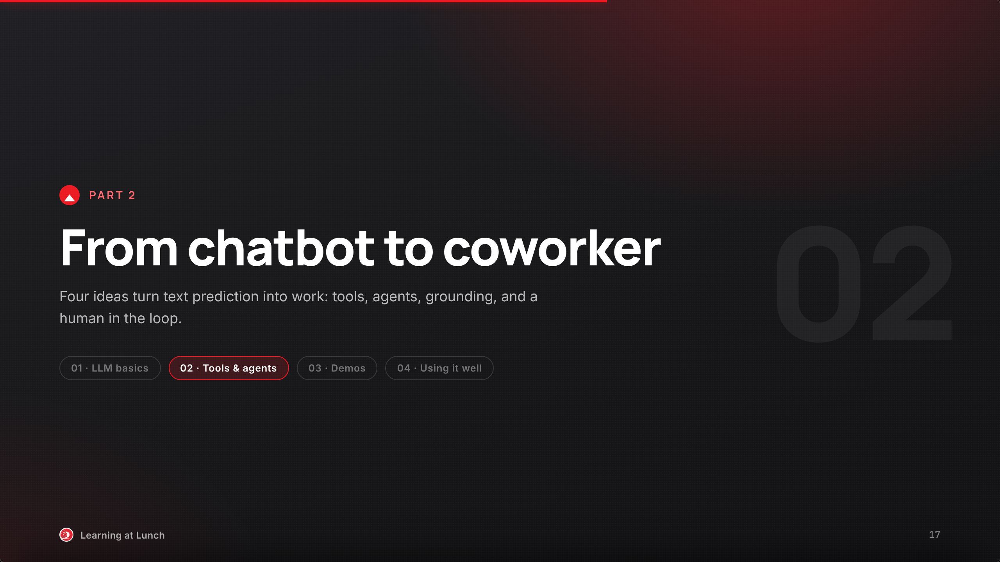 PART 2
From chatbot to coworker
Four ideas turn text prediction into work: tools, agents, grounding, and a
human in the loop.
02
01 · LLM basics
02 · Tools & agents
03 · Demos
04 · Using it well
Learning at Lunch
17